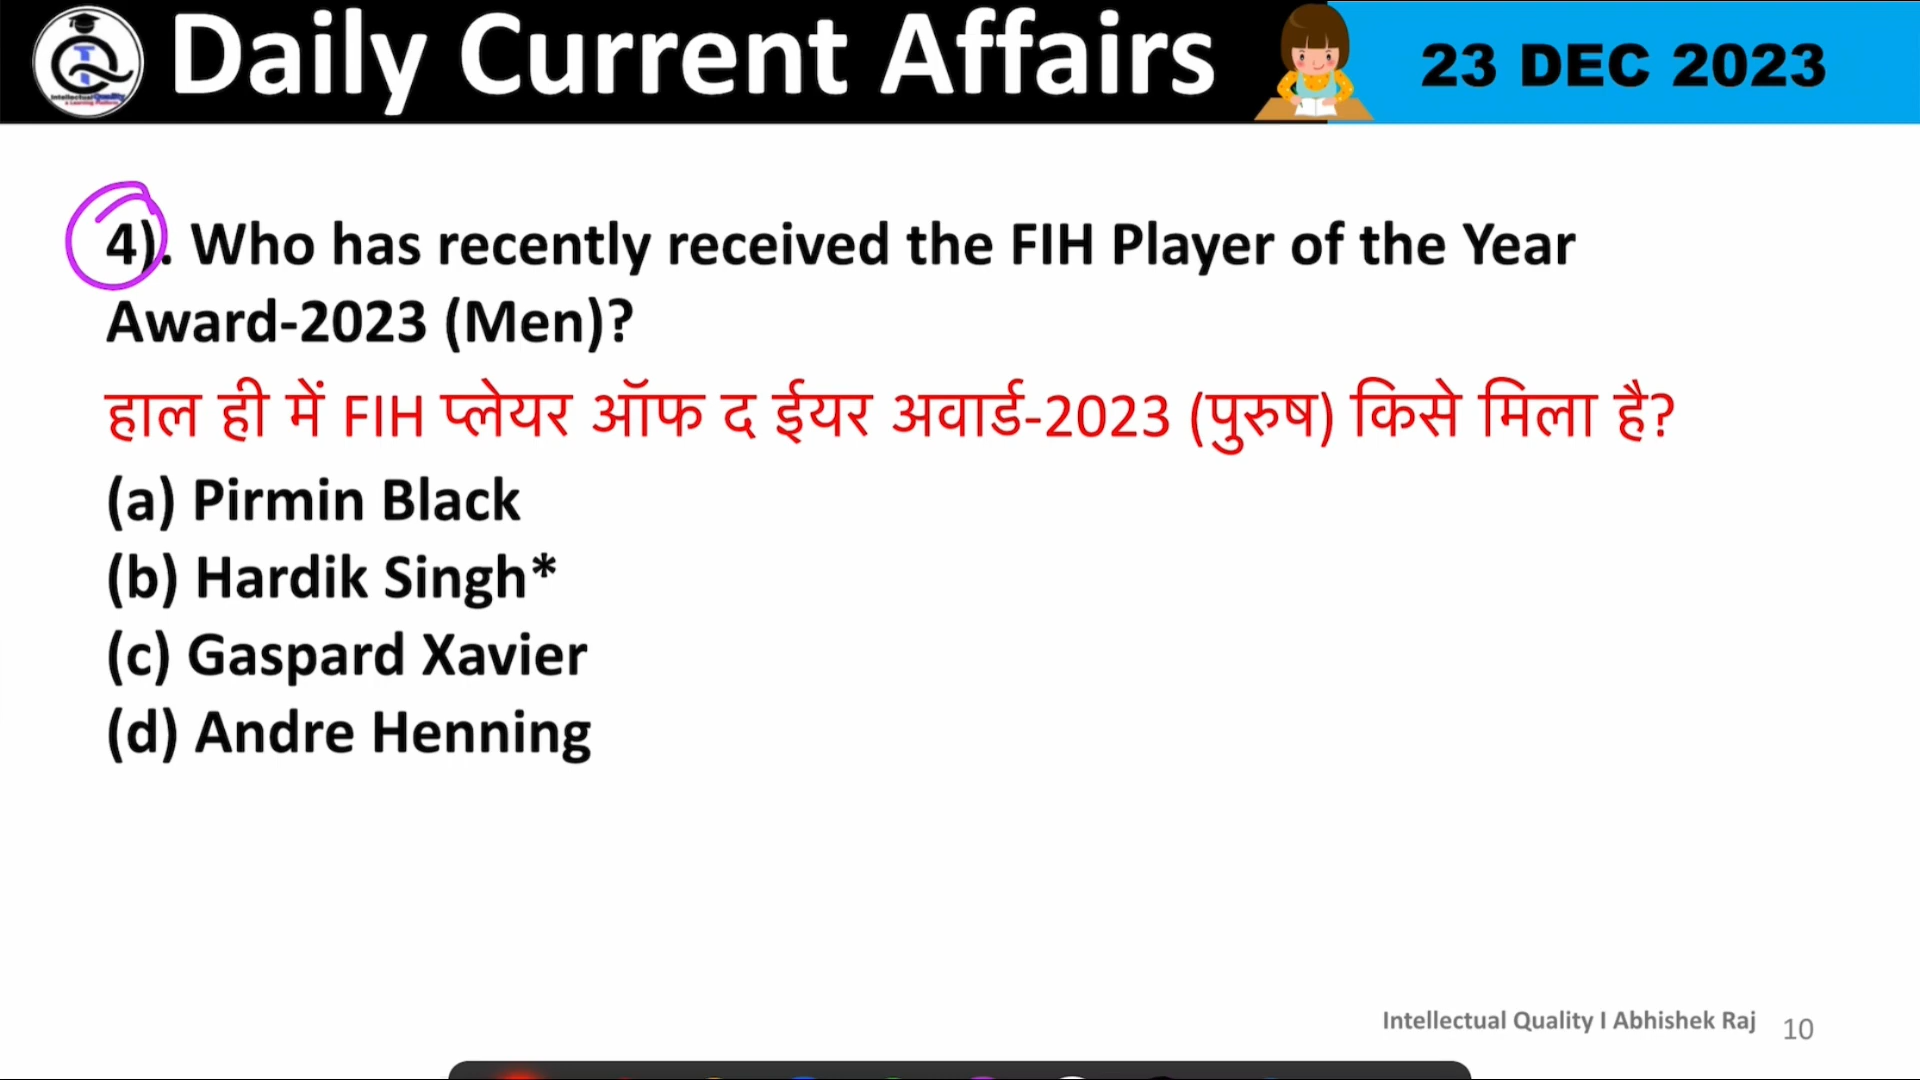 Daily Current Affairs
23 DEC 2023
4). Who has recently received the FIH Player of the Year
Award-2023 (Men)?
हाल ही में FIH प्लेयर ऑफ द ईयर अवार्ड-2023 (पुरुष) किसे मिला है?
(a) Pirmin Black
(b) Hardik Singh*
(c) Gaspard Xavier
(d) Andre Henning
Intellectual Quality I Abhishek Raj
10